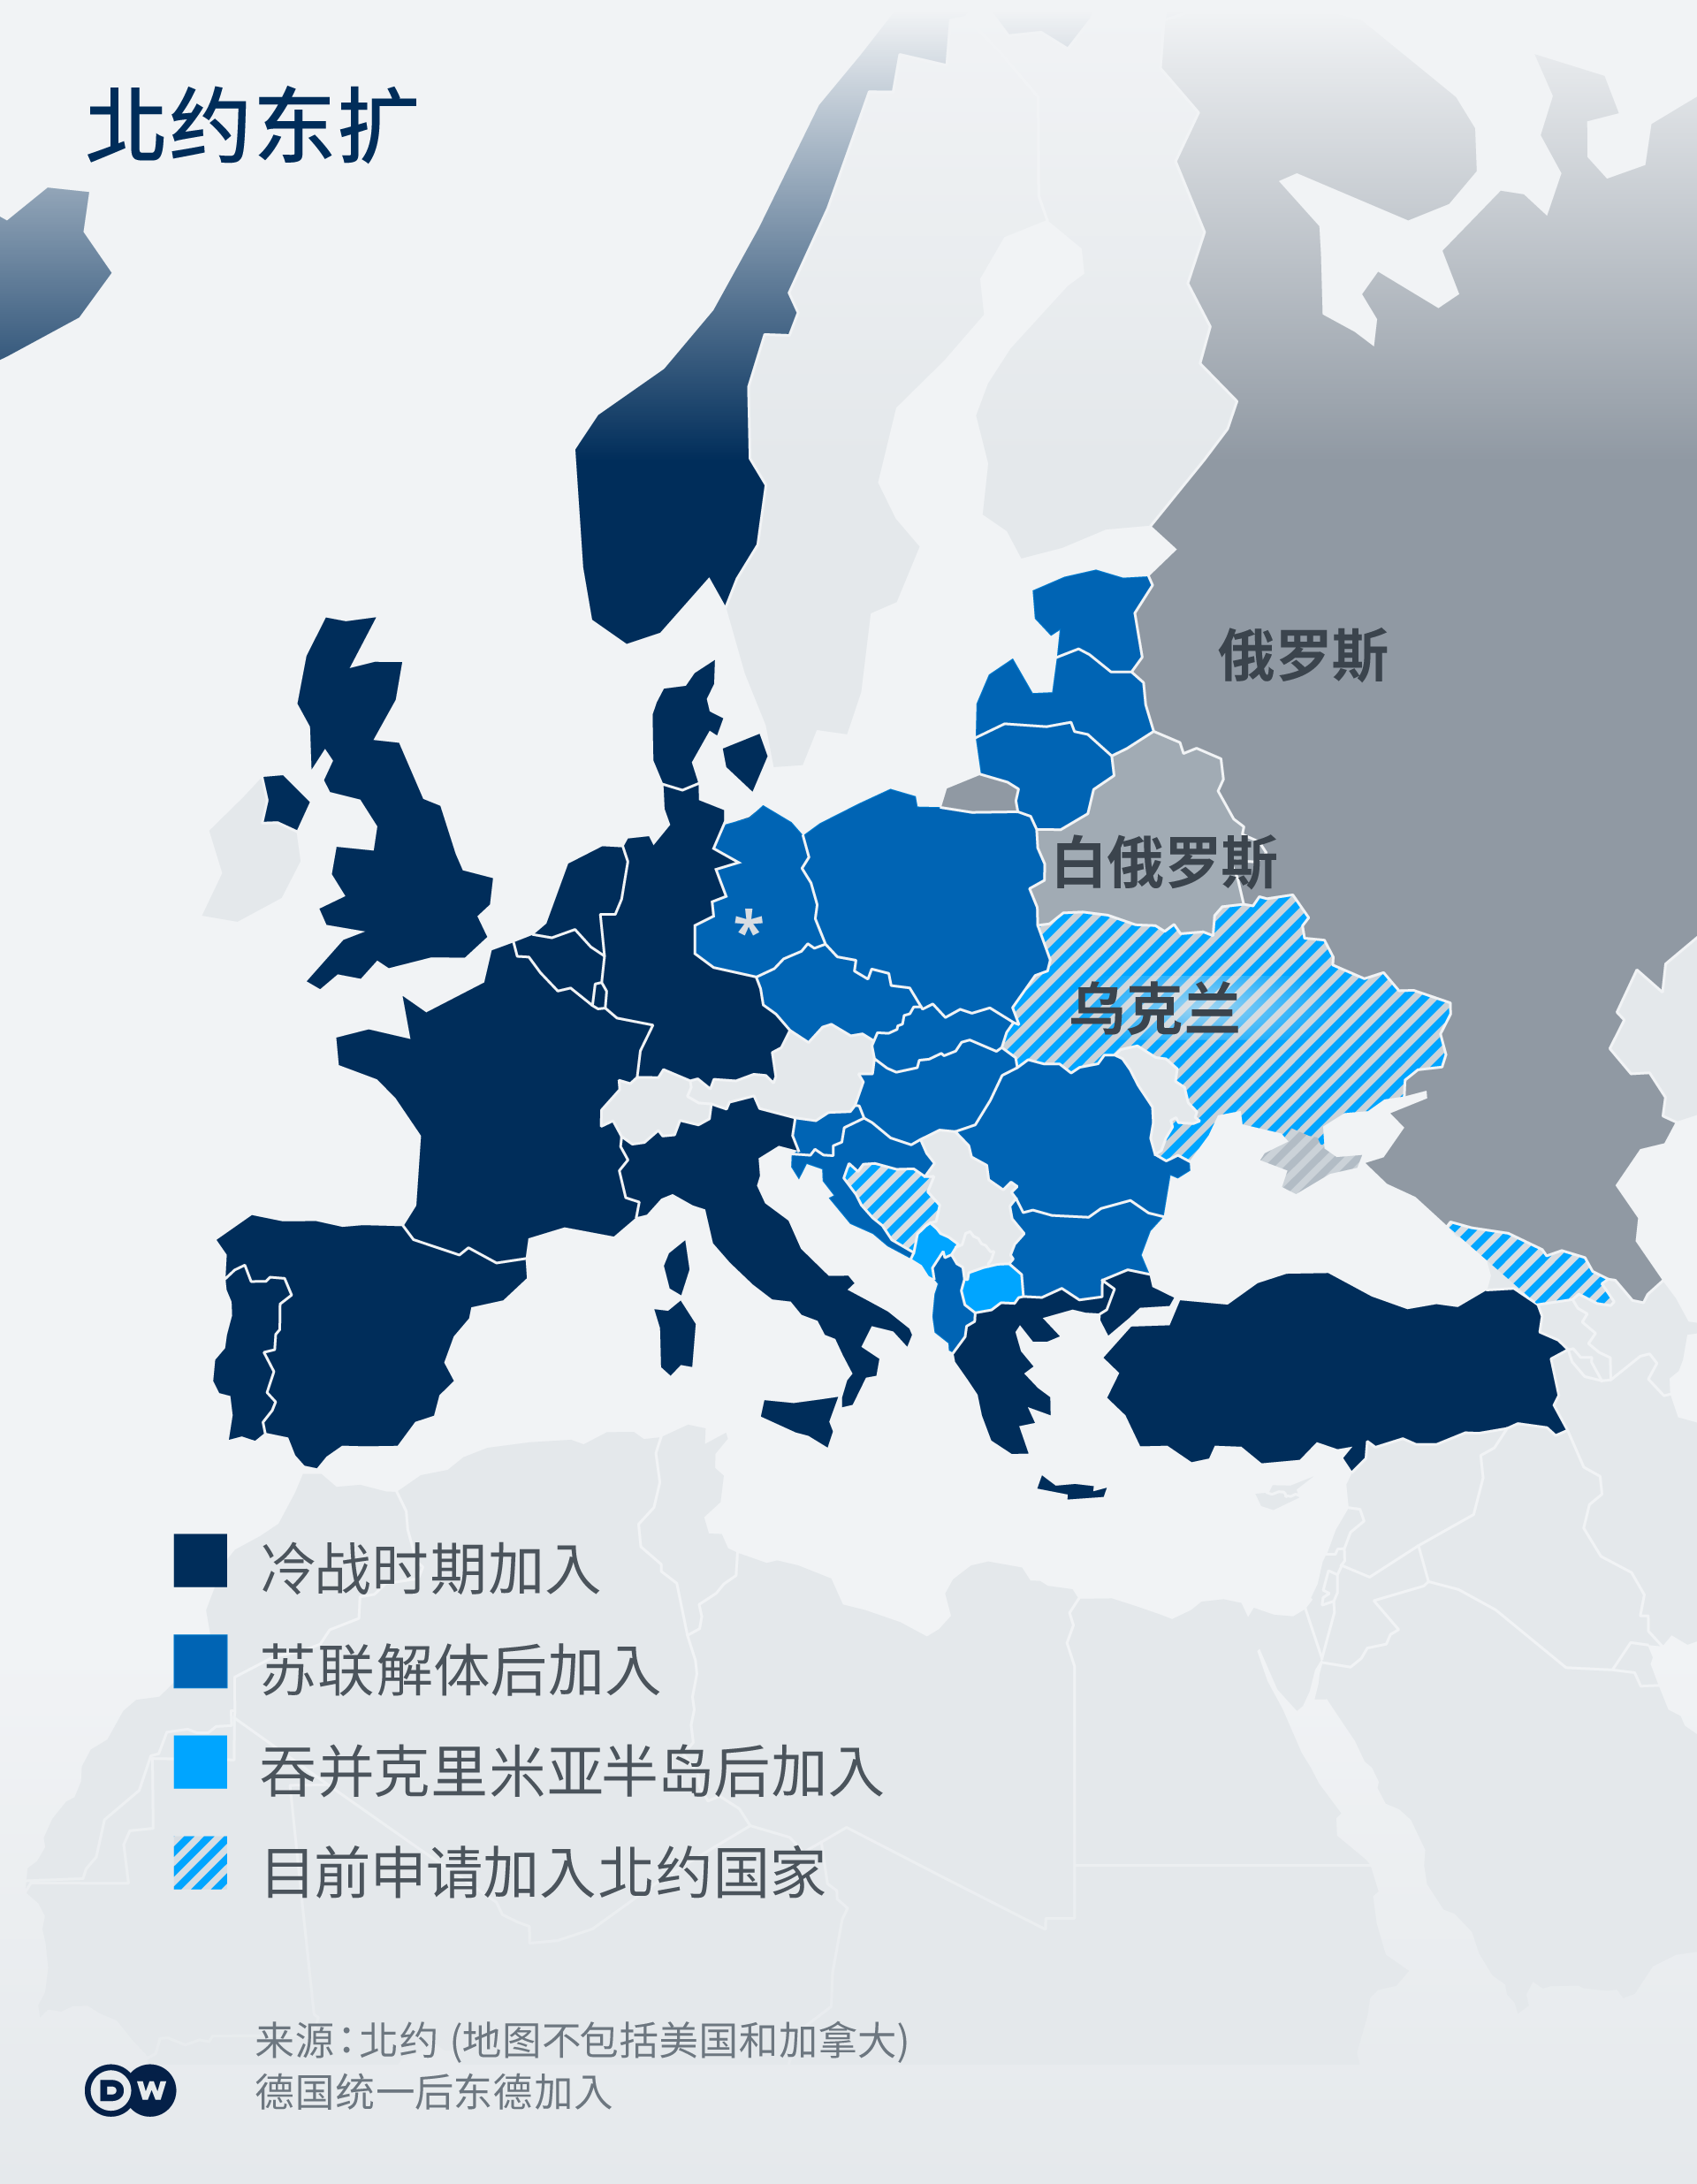 北约东扩
俄罗斯
白俄罗斯
*
乌克兰
冷战时期加入
苏联解体后加入
吞并克里米亚半岛后加入
目前申请加入北约国家
来源：北约 (地图不包括美国和加拿大)
德国统一后东德加入
DW